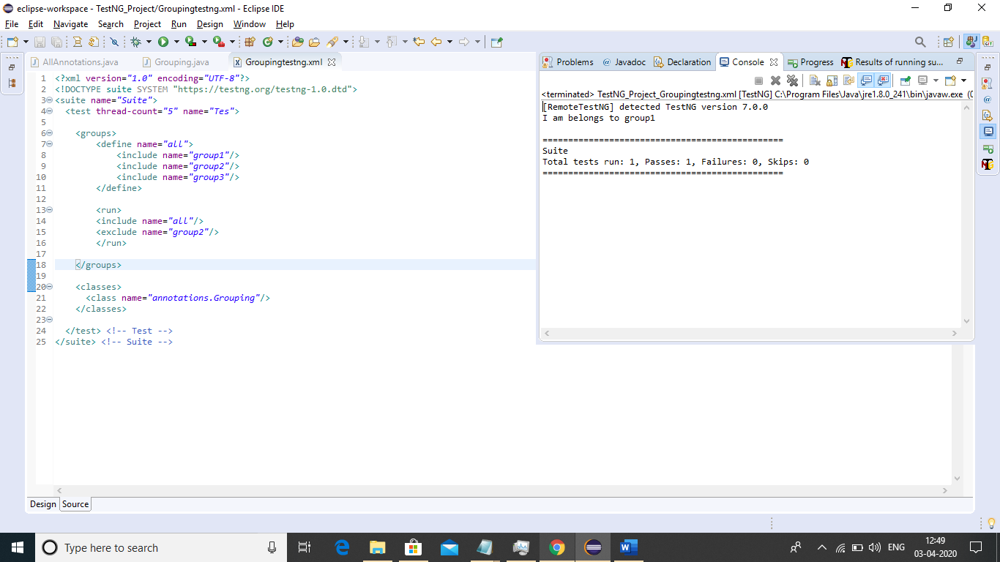 eclipse-workspace - TestNG_Project/Groupingtestng.xml - Eclipse IDE
File Edit Navigate Search Project Run Design Window Help
AllAnnotations.java Grouping.java Groupingtestng.xml
1 <?xml version="1.0" encoding="UTF-8"?>
2 <!DOCTYPE suite SYSTEM "https://testng.org/testng-1.0.dtd">
3 <suite name="Suite">
4 <test thread-count="5" name="Tes">
5
6 <groups>
7 <define name="all">
8 <include name="group1"/>
9 <include name="group2"/>
10 <include name="group3"/>
11 </define>
12
13 <run>
14 <include name="all"/>
15 <exclude name="group2"/>
16 </run>
17
18 </groups>
19
20 <classes>
21 <class name="annotations.Grouping"/>
22 </classes>
23
24 </test> <!-- Test -->
25 </suite> <!-- Suite -->
Design Source
Problems @ Javadoc Declaration Console Progress Results of running su...
<terminated> TestNG_Project_Groupingtestng.xml [TestNG] C:\Program Files\Java\jre1.8.0_241\bin\javaw.exe (0
[RemoteTestNG] detected TestNG version 7.0.0
I am belongs to group1
===============================================
Suite
Total tests run: 1, Passes: 1, Failures: 0, Skips: 0
===============================================
Type here to search
ENG
12:49
03-04-2020